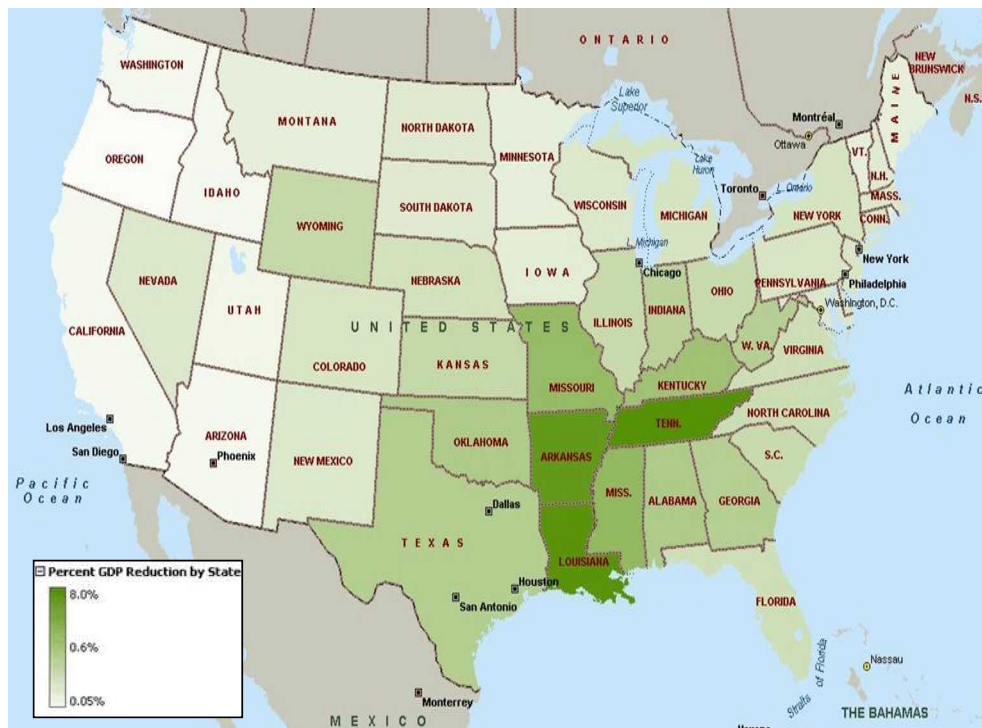 ONTARIO
NEW
BRUNSWICK
WASHINGTON
MAINE
N.S.
Lake
Superior
MONTANA
NORTH DAKOTA
Montréal
Ottawa
MINNESOTA
VT.
OREGON
Lake
Huron
N.H.
IDAHO
Toronto
L. Ontario
MASS.
SOUTH DAKOTA
WISCONSIN
MICHIGAN
NEW YORK
CONN.
WYOMING
L. Michigan
New York
IOWA
Chicago
NEVADA
NEBRASKA
PENNSYLVANIA
Philadelphia
OHIO
Washington, D.C.
UTAH
ILLINOIS
INDIANA
CALIFORNIA
UNITED STATES
W. VA.
VIRGINIA
COLORADO
KANSAS
MISSOURI
KENTUCKY
Atlantic
Ocean
Los Angeles
TENN.
NORTH CAROLINA
ARIZONA
OKLAHOMA
San Diego
Phoenix
NEW MEXICO
ARKANSAS
S.C.
Pacific
Ocean
MISS.
ALABAMA
GEORGIA
Dallas
TEXAS
LOUISIANA
Percent GDP Reduction by State
8.0%
0.6%
0.05%
Houston
San Antonio
FLORIDA
Straits of Florida
Nassau
Monterrey
MEXICO
THE BAHAMAS